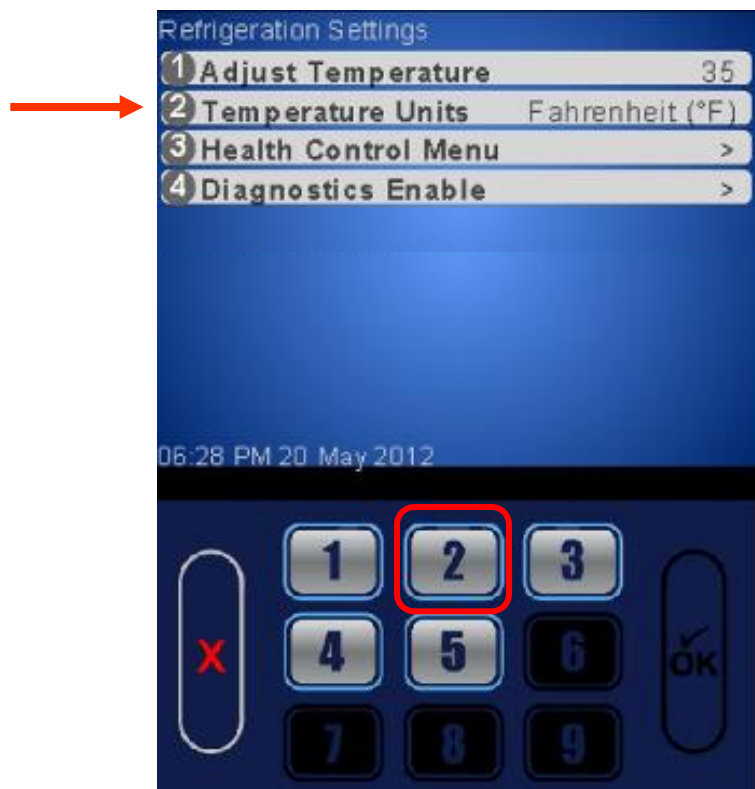 Refrigeration Settings
1 Adjust Temperature 35
2 Temperature Units Fahrenheit (°F)
3 Health Control Menu >
4 Diagnostics Enable >
06:28 PM 20 May 2012
1 2 3
X 4 5 6 OK
7 8 9